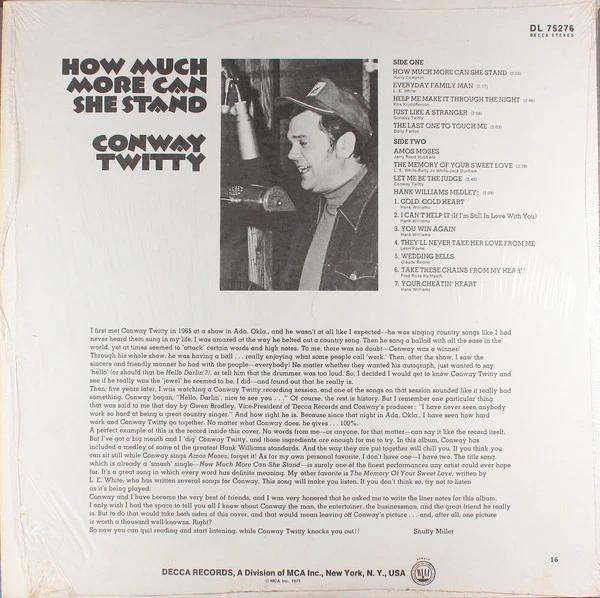 DL 75276
DECCA STEREO
HOW MUCH
MORE CAN
SHE STAND
CONWAY
TWITTY
SIDE ONE
HOW MUCH MORE CAN SHE STAND (2:55)
Harry Compton
EVERYDAY FAMILY MAN (2:17)
L. E. White
HELP ME MAKE IT THROUGH THE NIGHT (2:46)
Kris Kristofferson
JUST LIKE A STRANGER (2:58)
Conway Twitty
THE LAST ONE TO TOUCH ME (3:03)
Dolly Parton
SIDE TWO
AMOS MOSES
Jerry Reed Hubbard
THE MEMORY OF YOUR SWEET LOVE (2:39)
L. E. White-Betty Jo White-Jack Dunham
LET ME BE THE JUDGE (2:40)
Conway Twitty
HANK WILLIAMS MEDLEY:
1. COLD, COLD HEART
Hank Williams
2. I CAN'T HELP IT (If I'm Still In Love With You)
Hank Williams
3. YOU WIN AGAIN
Hank Williams
4. THEY'LL NEVER TAKE HER LOVE FROM ME
Leon Payne
5. WEDDING BELLS
Claude Boone
6. TAKE THESE CHAINS FROM MY HEART
Fred Rose-Hy Heath
7. YOUR CHEATIN' HEART
Hank Williams
I first met Conway Twitty in 1965 at a show in Ada, Okla., and he wasn't at all like I expected—he was singing country songs like I had
never heard them sung in my life. I was amazed at the way he belted out a country song. Then he sang a ballad with all the ease in the
world, yet at times seemed to 'attack' certain words and high notes. To me, there was no doubt—Conway was a winner!
Through his whole show, he was having a ball . . . really enjoying what some people call 'work.' Then, after the show, I saw the
sincere and friendly manner he had with the people—everybody! No matter whether they wanted his autograph, just wanted to say
'hello' (or should that be Hello Darlin'?), or tell him that the drummer was too loud. So, I decided I would get to know Conway Twitty and
see if he really was the 'jewel' he seemed to be. I did—and found out that he really is.
Then, five years later, I was watching a Conway Twitty recording session, and one of the songs on that session sounded like it really had
something. Conway began, "Hello, Darlin', nice to see you . . ." Of course, the rest is history. But I remember one particular thing
that was said to me that day by Owen Bradley, Vice-President of Decca Records and Conway's producer: "I have never seen anybody
work so hard at being a great country singer." And how right he is. Because since that night in Ada, Okla., I have seen how hard
work and Conway Twitty go together. No matter what Conway does, he gives . . . 100%.
A perfect example of this is the record inside this cover. No words from me—or anyone, for that matter—can say it like the record itself.
But I've got a big mouth and I 'dig' Conway Twitty, and those ingredients are enough for me to try. In this album, Conway has
included a medley of some of the greatest Hank Williams standards. And the way they are put together will chill you. If you think you
can sit still while Conway sings Amos Moses, forget it! As for my own personal favorite, I don't have one—I have two. The title song,
which is already a 'smash' single—How Much More Can She Stand—is surely one of the finest performances any artist could ever hope
for. It's a great song in which every word has definite meaning. My other favorite is The Memory Of Your Sweet Love, written by
L. E. White, who has written several songs for Conway. This song will make you listen. If you don't think so, try not to listen
as it's being played.
Conway and I have become the very best of friends, and I was very honored that he asked me to write the liner notes for this album.
I only wish I had the space to tell you all I know about Conway the man, the entertainer, the businessman, and the great friend he really
is. But to do that would take both sides of this cover, and that would mean leaving off Conway's picture . . . and, after all, one picture
is worth a thousand well-knowns. Right?
So now you can quit reading and start listening, while Conway Twitty knocks you out!!
Snuffy Miller
16
DECCA RECORDS, A Division of MCA Inc., New York, N. Y., USA
© MCA Inc. 1971